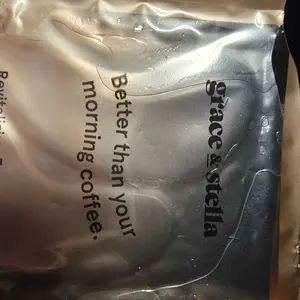 grace & stella
Better than your
morning coffee.